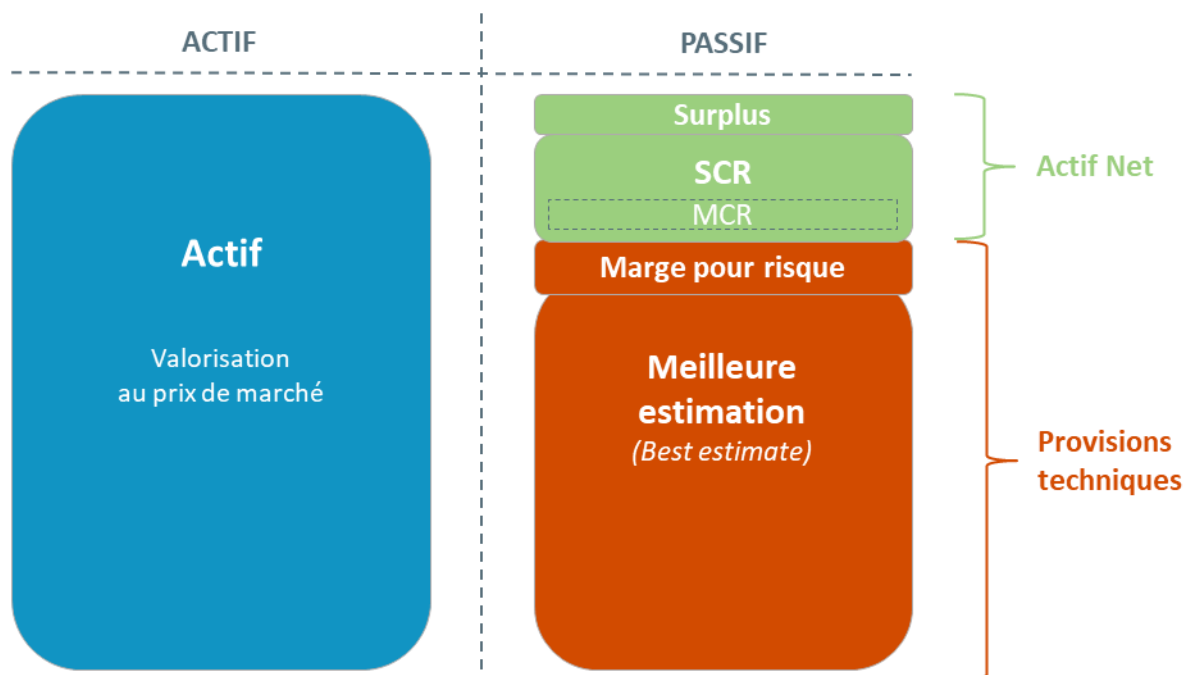 ACTIF
PASSIF
Actif
Valorisation
au prix de marché
Surplus
SCR
MCR
Marge pour risque
Meilleure
estimation
(Best estimate)
Actif Net
Provisions
techniques